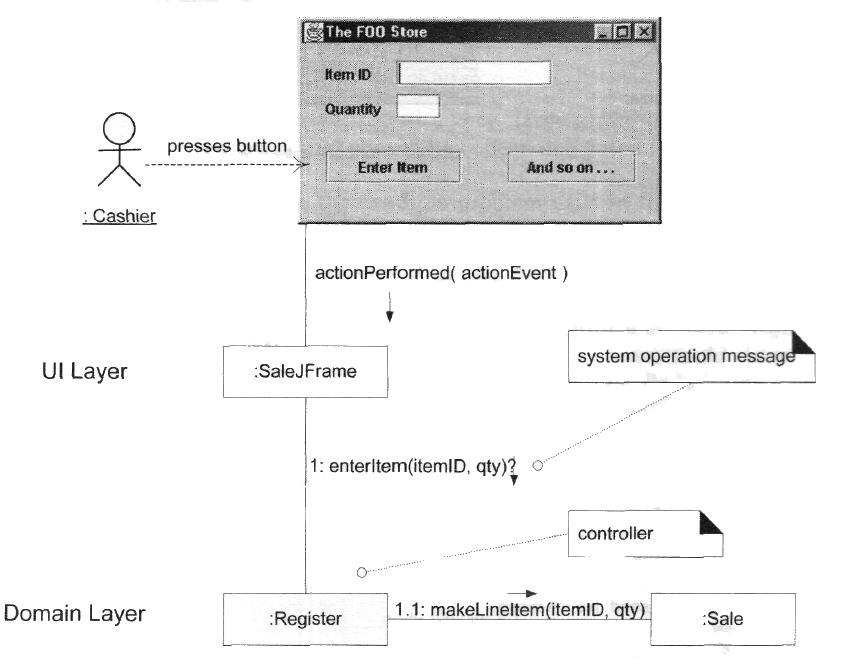 The FOO Store
Item ID
Quantity
presses button
Enter Item
And so on . . .
: Cashier
actionPerformed( actionEvent )
system operation message
UI Layer
:SaleJFrame
1: enterItem(itemID, qty)?
controller
Domain Layer
:Register
1.1: makeLineItem(itemID, qty)
:Sale